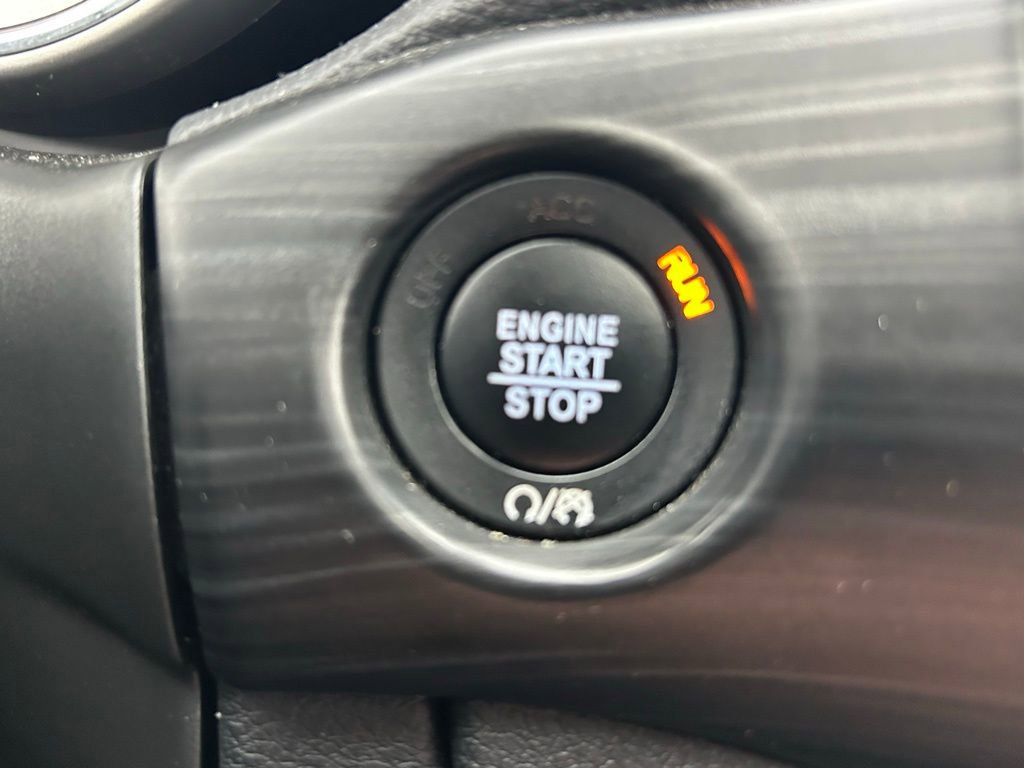 ACC
OFF
RUN
ENGINE
START
STOP